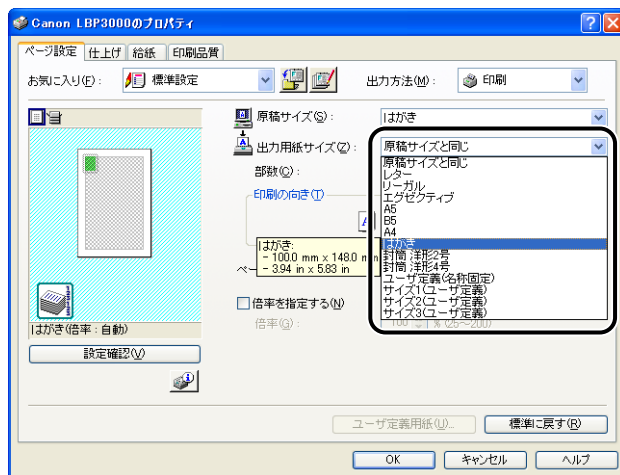 Canon LBP3000のプロパティ
ページ設定 仕上げ 給紙 印刷品質
お気に入り(F): 標準設定 出力方法(M): 印刷
原稿サイズ(S): はがき
出力用紙サイズ(Z): 原稿サイズと同じ
原稿サイズと同じ
レター
リーガル
エグゼクティブ
A5
B5
A4
はがき
封筒 洋形2号
封筒 洋形4号
ユーザ定義(名称固定)
サイズ1(ユーザ定義)
サイズ2(ユーザ定義)
サイズ3(ユーザ定義)
部数(C):
印刷の向き(T)
A
はがき:
- 100.0 mm x 148.0 m
- 3.94 in x 5.83 in
ペー
倍率を指定する(N)
倍率(G): 100 % (25~200)
はがき(倍率:自動)
設定確認(V)
ユーザ定義用紙(U)... 標準に戻す(R)
OK キャンセル ヘルプ